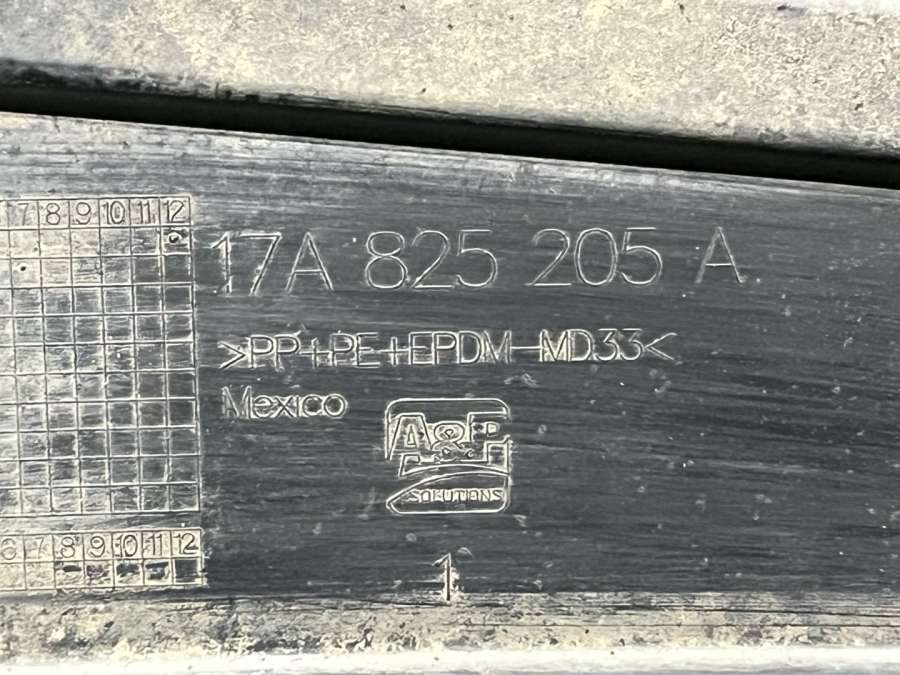 7 8 9 10 11 12
17A 825 205 A
>PP+PE+EPDM-MD33<
Mexico
A&P
SOLUTIONS
6 7 8 9 10 11 12
1